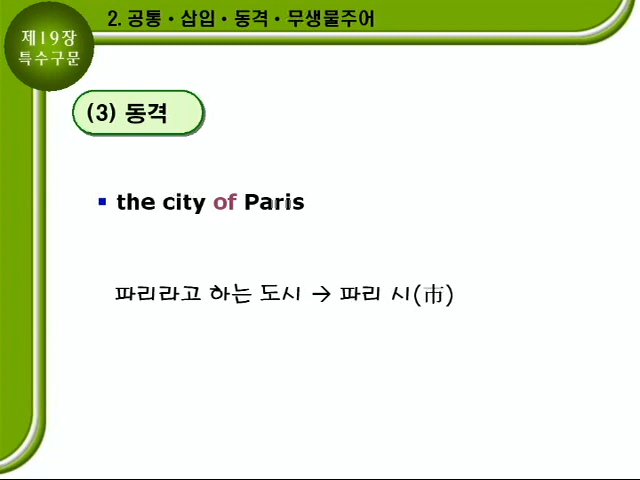 제19장
특수구문
2. 공통·삽입·동격·무생물주어
(3) 동격
▪ the city of Paris
파리라고 하는 도시 → 파리 시(市)